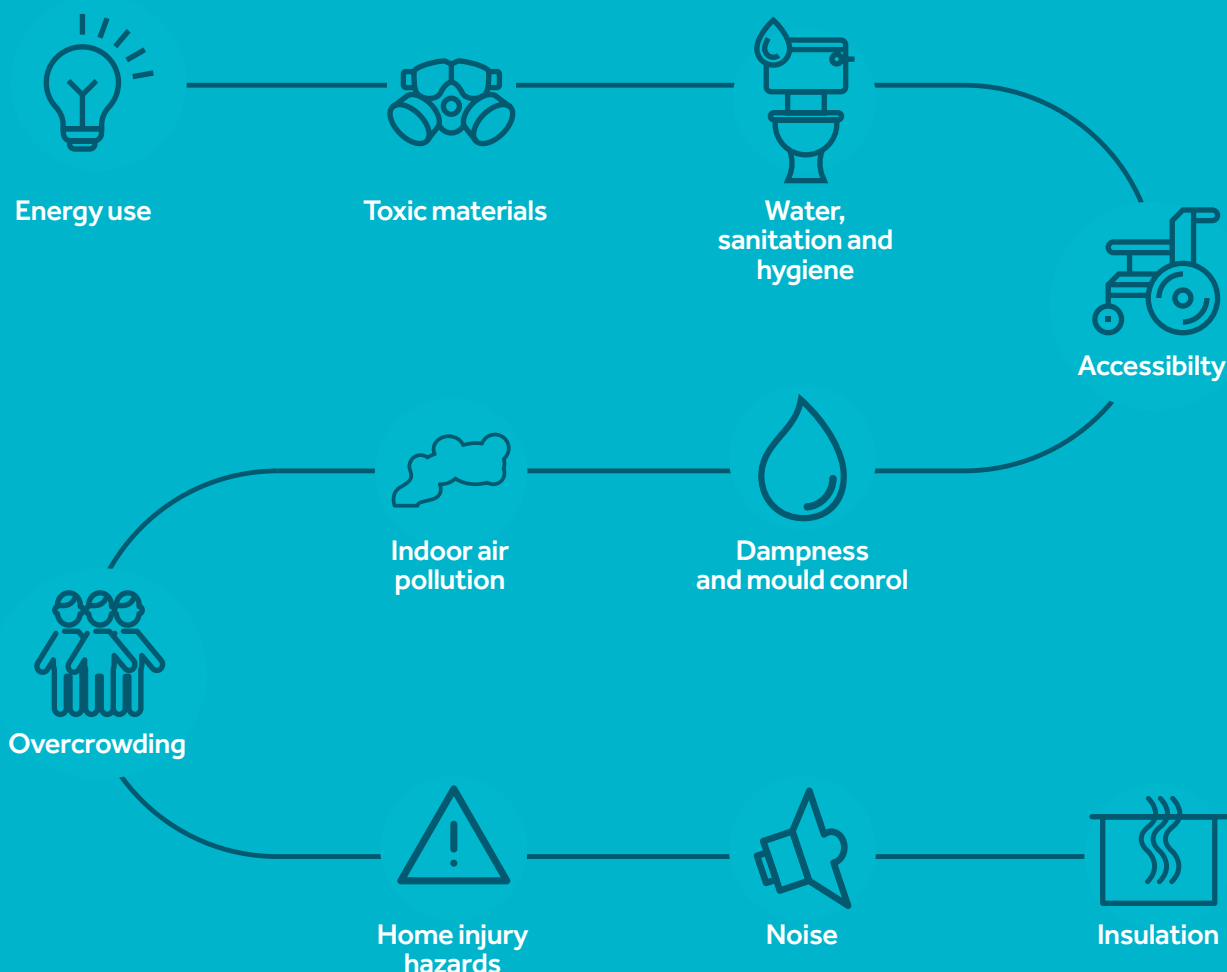 Energy use
Toxic materials
Water,
sanitation and
hygiene
Accessibilty
Dampness
and mould conrol
Indoor air
pollution
Overcrowding
Home injury
hazards
Noise
Insulation